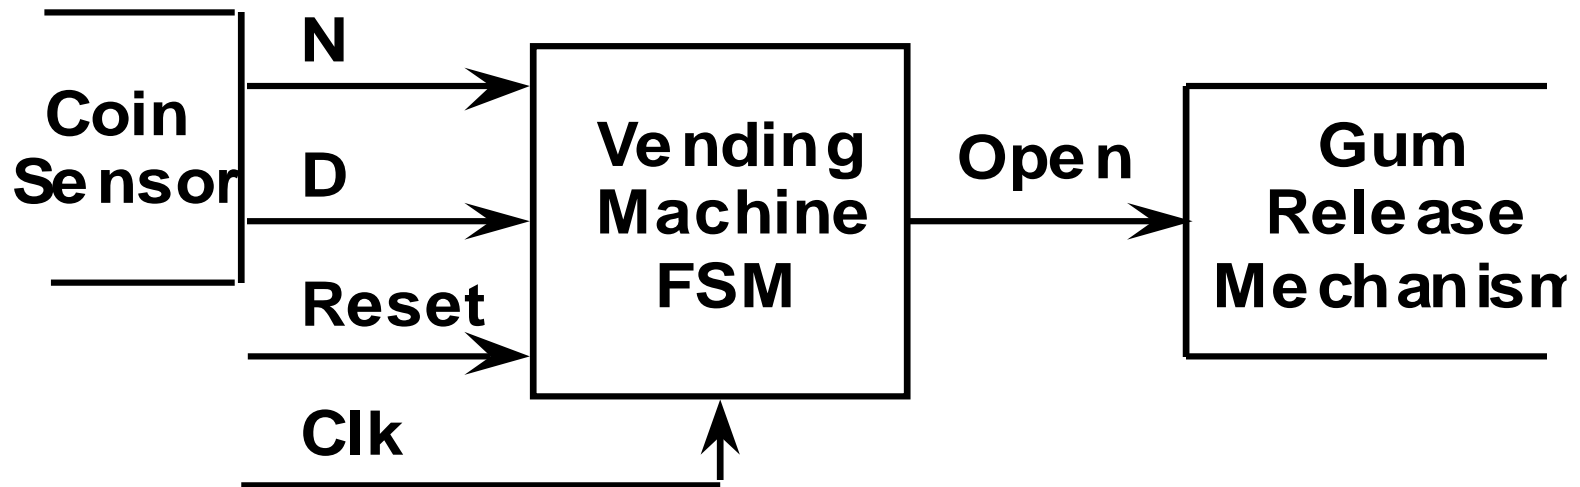 N
Coin
Sensor
D
Reset
Clk
Vending
Machine
FSM
Open
Gum
Release
Mechanism